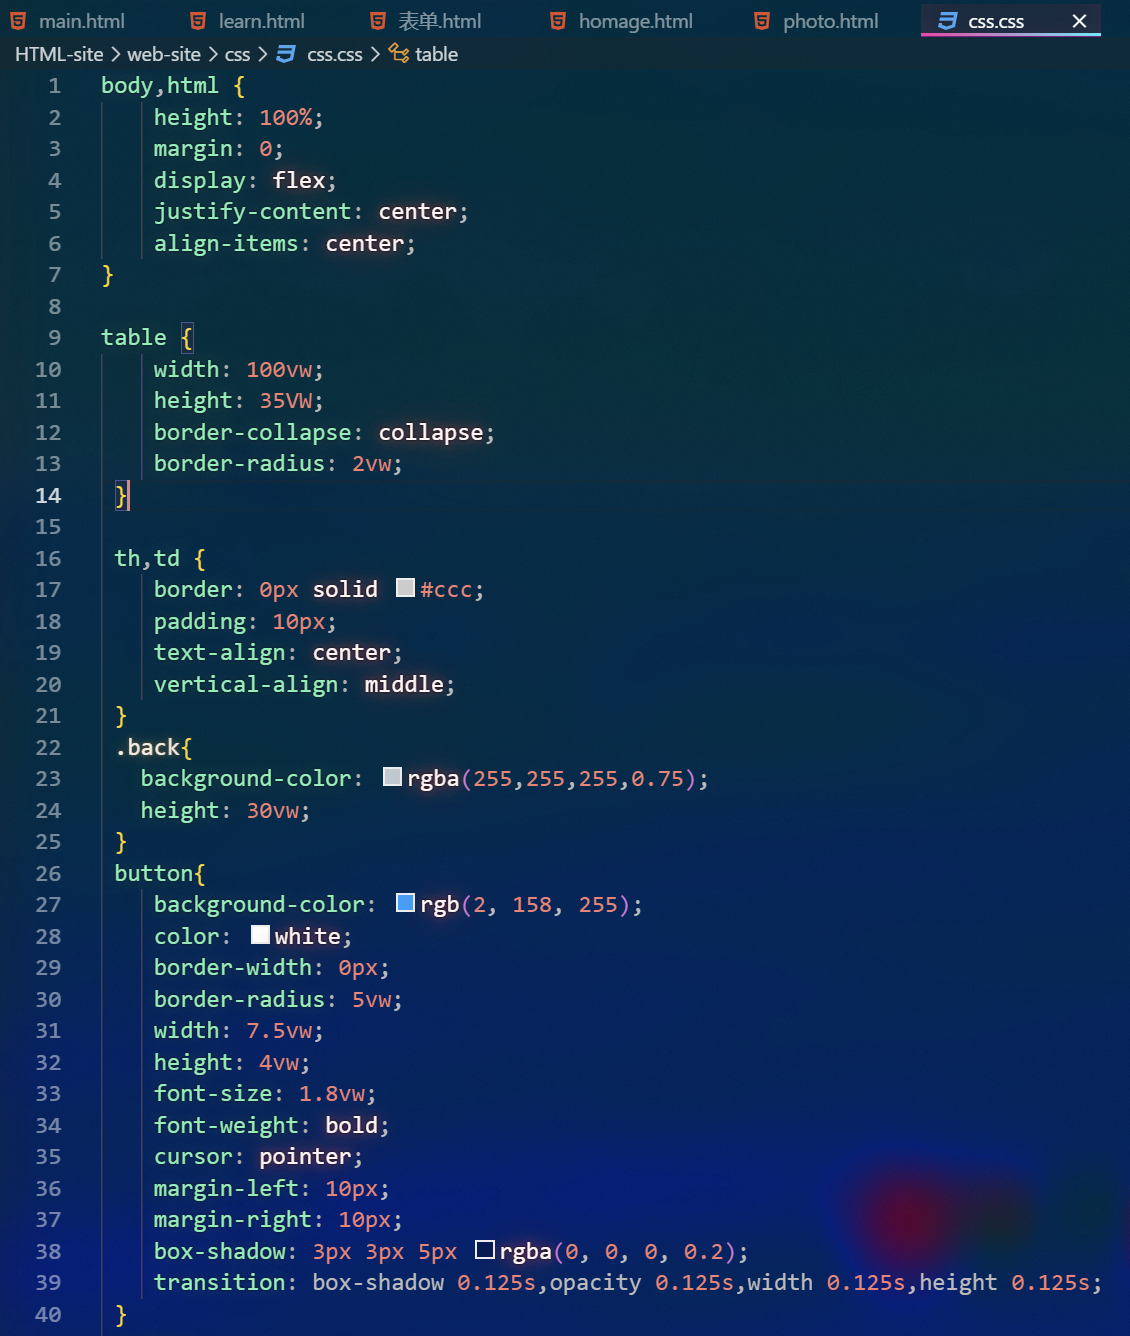 main.html learn.html 表单.html homage.html photo.html css.css ×
HTML-site > web-site > css > css.css > table
1 body,html {
2 height: 100%;
3 margin: 0;
4 display: flex;
5 justify-content: center;
6 align-items: center;
7 }
8
9 table {
10 width: 100vw;
11 height: 35VW;
12 border-collapse: collapse;
13 border-radius: 2vw;
14 }
15
16 th,td {
17 border: 0px solid #ccc;
18 padding: 10px;
19 text-align: center;
20 vertical-align: middle;
21 }
22 .back{
23 background-color: rgba(255,255,255,0.75);
24 height: 30vw;
25 }
26 button{
27 background-color: rgb(2, 158, 255);
28 color: white;
29 border-width: 0px;
30 border-radius: 5vw;
31 width: 7.5vw;
32 height: 4vw;
33 font-size: 1.8vw;
34 font-weight: bold;
35 cursor: pointer;
36 margin-left: 10px;
37 margin-right: 10px;
38 box-shadow: 3px 3px 5px rgba(0, 0, 0, 0.2);
39 transition: box-shadow 0.125s,opacity 0.125s,width 0.125s,height 0.125s;
40 }